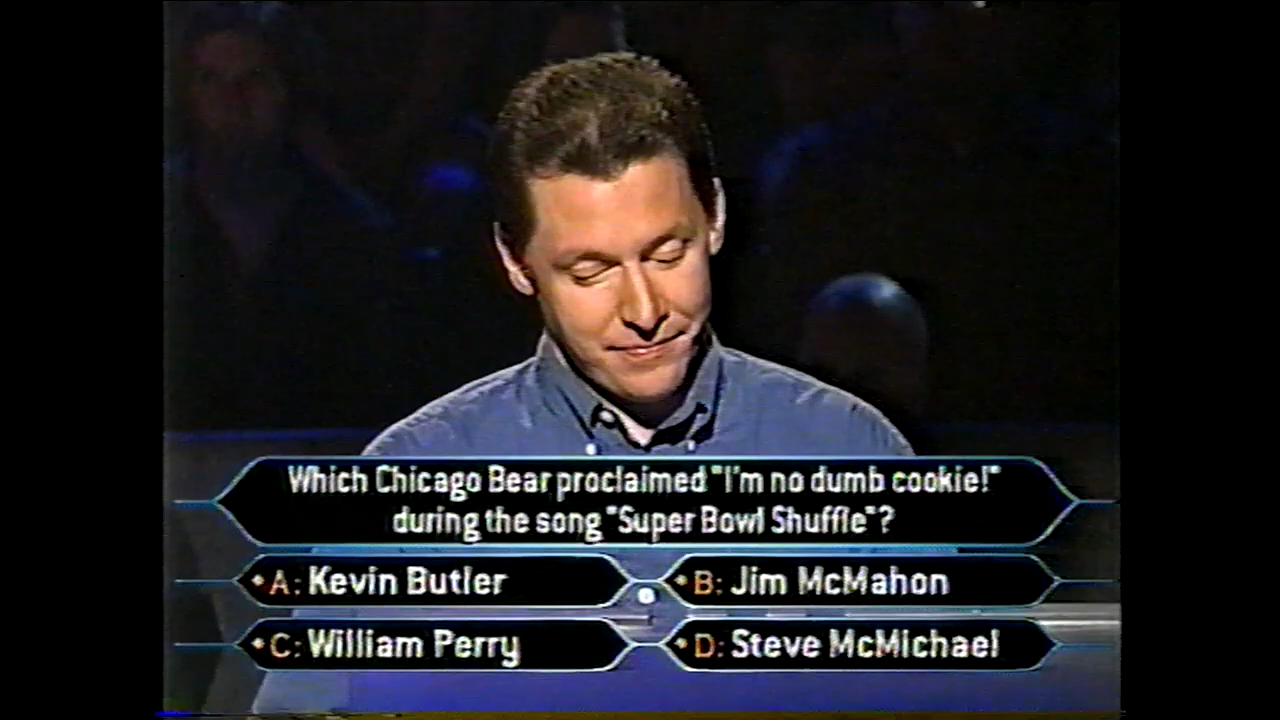 Which Chicago Bear proclaimed "I'm no dumb cookie!"
during the song "Super Bowl Shuffle"?
A: Kevin Butler
B: Jim McMahon
C: William Perry
D: Steve McMichael